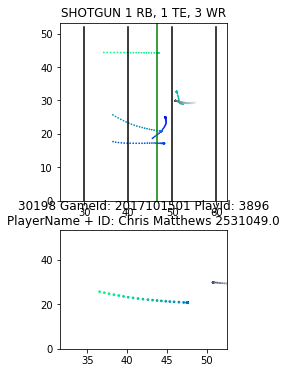 SHOTGUN 1 RB, 1 TE, 3 WR
50
40
30
20
10
0
30 40 50 60
30198 GameId: 2017101501 PlayId: 3896
PlayerName + ID: Chris Matthews 2531049.0
40
20
0
35 40 45 50